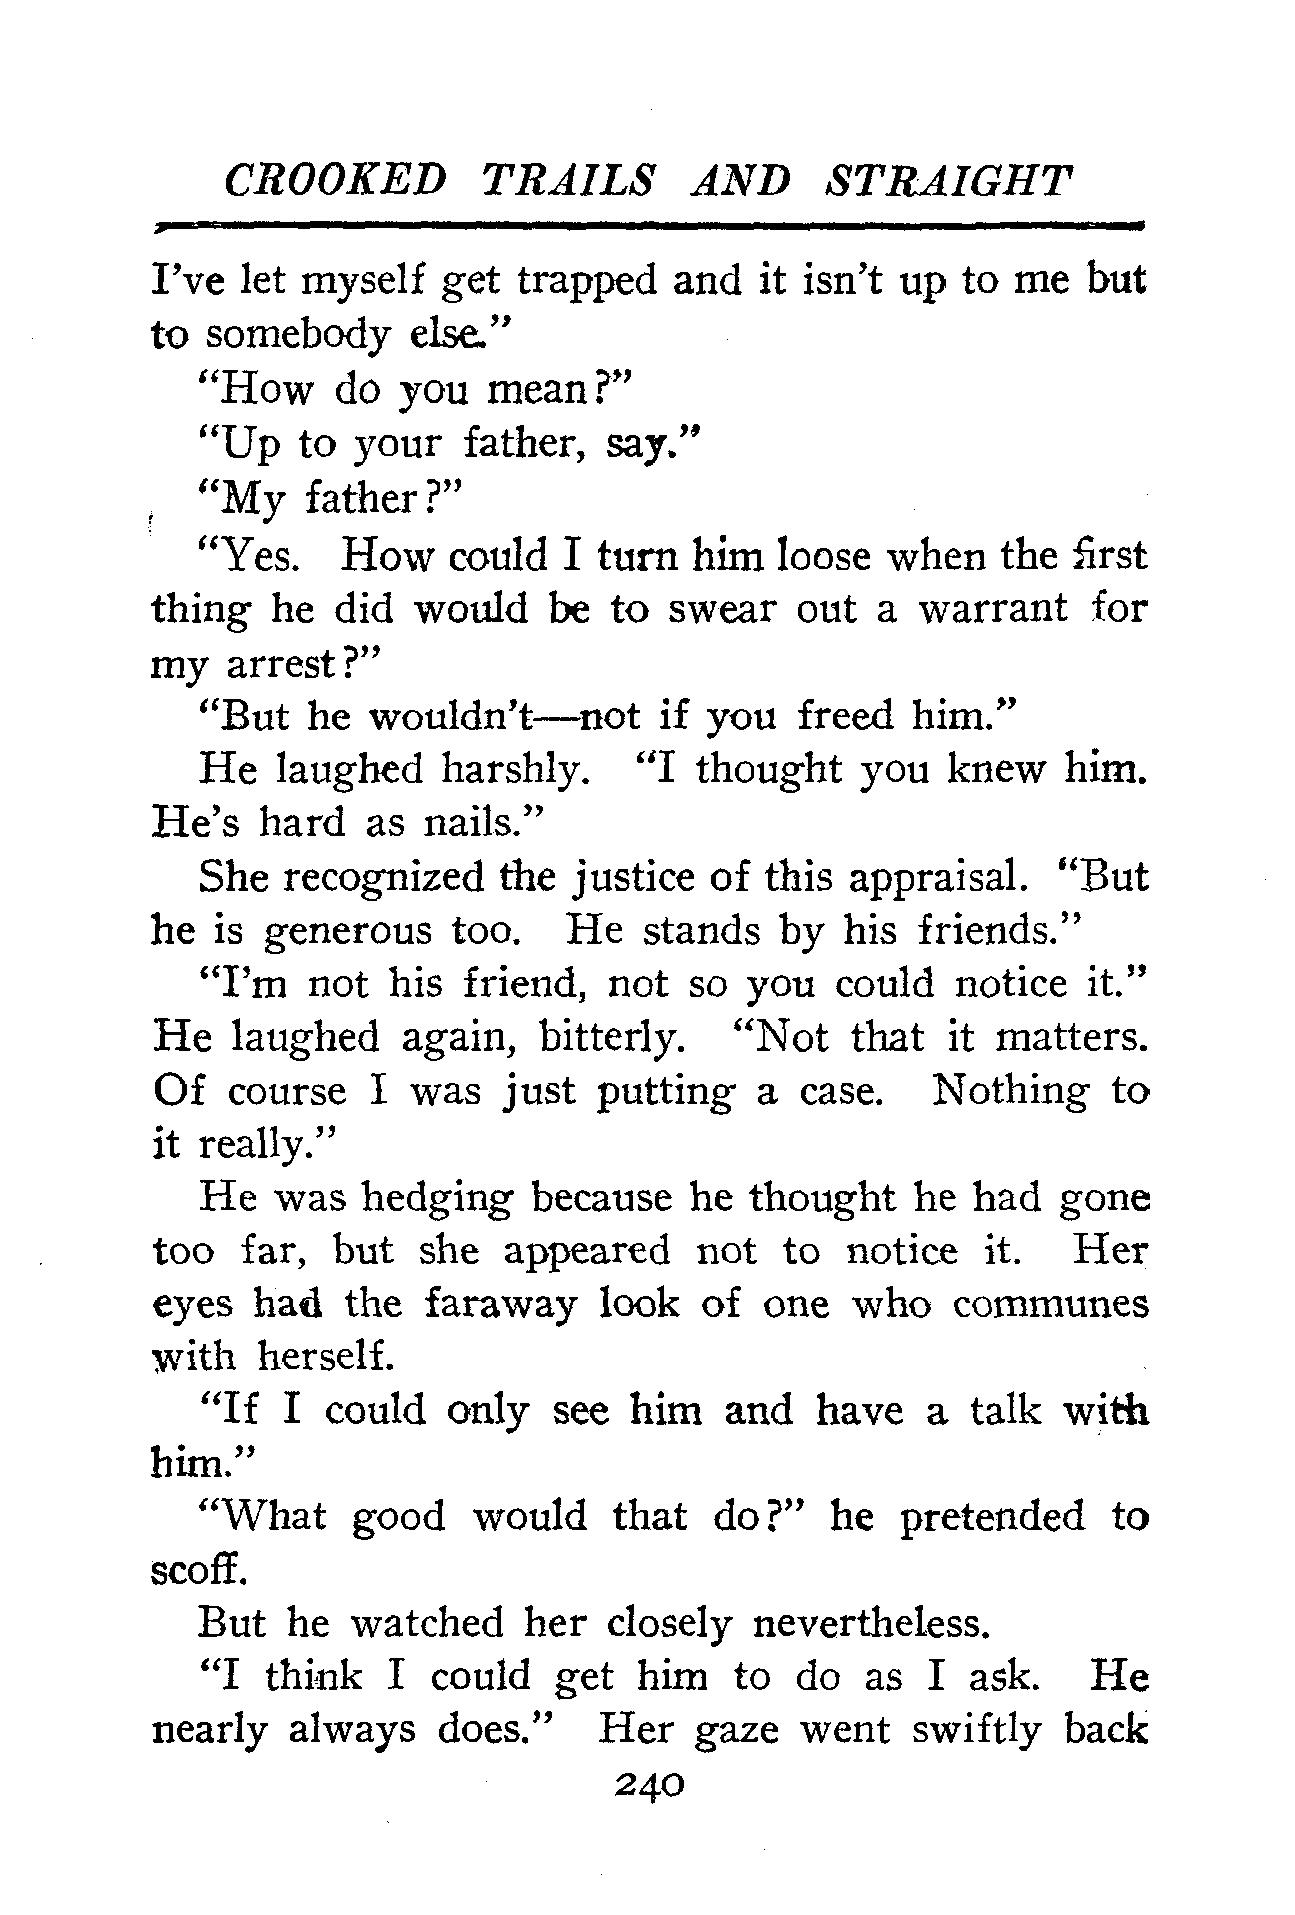 CROOKED TRAILS AND STRAIGHT
I've let myself get trapped and it isn't up to me but
to somebody else."
"How do you mean?"
"Up to your father, say."
"My father?"
"Yes. How could I turn him loose when the first
thing he did would be to swear out a warrant for
my arrest?"
"But he wouldn't—not if you freed him."
He laughed harshly. "I thought you knew him.
He's hard as nails."
She recognized the justice of this appraisal. "But
he is generous too. He stands by his friends."
"I'm not his friend, not so you could notice it."
He laughed again, bitterly. "Not that it matters.
Of course I was just putting a case. Nothing to
it really."
He was hedging because he thought he had gone
too far, but she appeared not to notice it. Her
eyes had the faraway look of one who communes
with herself.
"If I could only see him and have a talk with
him."
"What good would that do?" he pretended to
scoff.
But he watched her closely nevertheless.
"I think I could get him to do as I ask. He
nearly always does." Her gaze went swiftly back
240